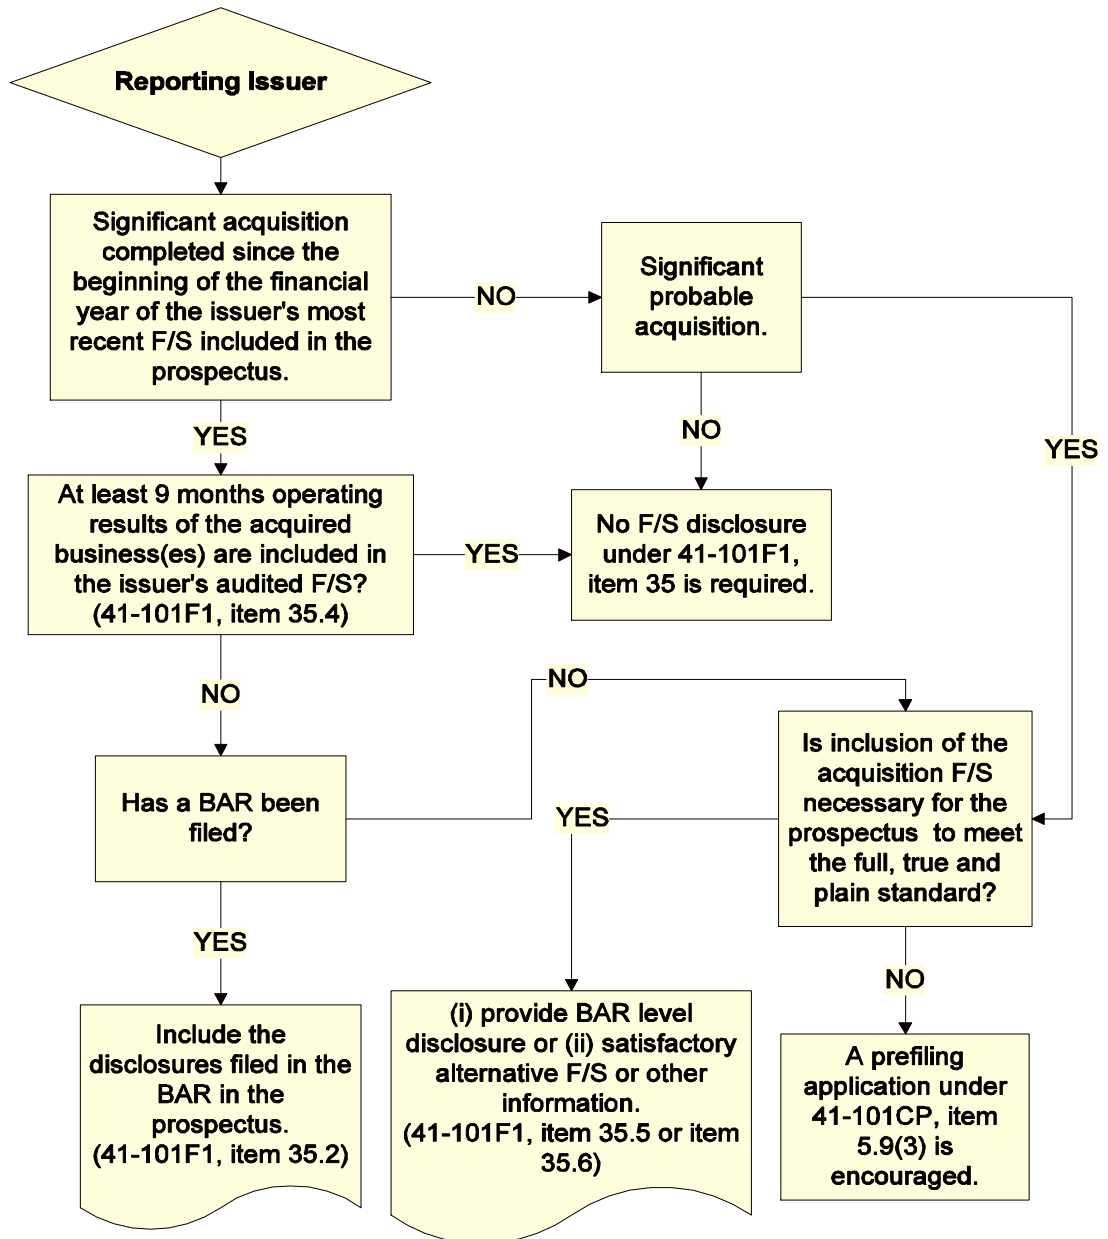 Reporting Issuer
Significant acquisition
completed since the
beginning of the financial
year of the issuer's most
recent F/S included in the
prospectus.
NO
Significant
probable
acquisition.
YES
NO
YES
At least 9 months operating
results of the acquired
business(es) are included in
the issuer's audited F/S?
(41-101F1, item 35.4)
YES
No F/S disclosure
under 41-101F1,
item 35 is required.
NO
NO
Has a BAR been
filed?
Is inclusion of the
acquisition F/S
necessary for the
prospectus to meet
the full, true and
plain standard?
YES
YES
NO
Include the
disclosures filed in the
BAR in the
prospectus.
(41-101F1, item 35.2)
(i) provide BAR level
disclosure or (ii) satisfactory
alternative F/S or other
information.
(41-101F1, item 35.5 or item
35.6)
A prefiling
application under
41-101CP, item
5.9(3) is
encouraged.